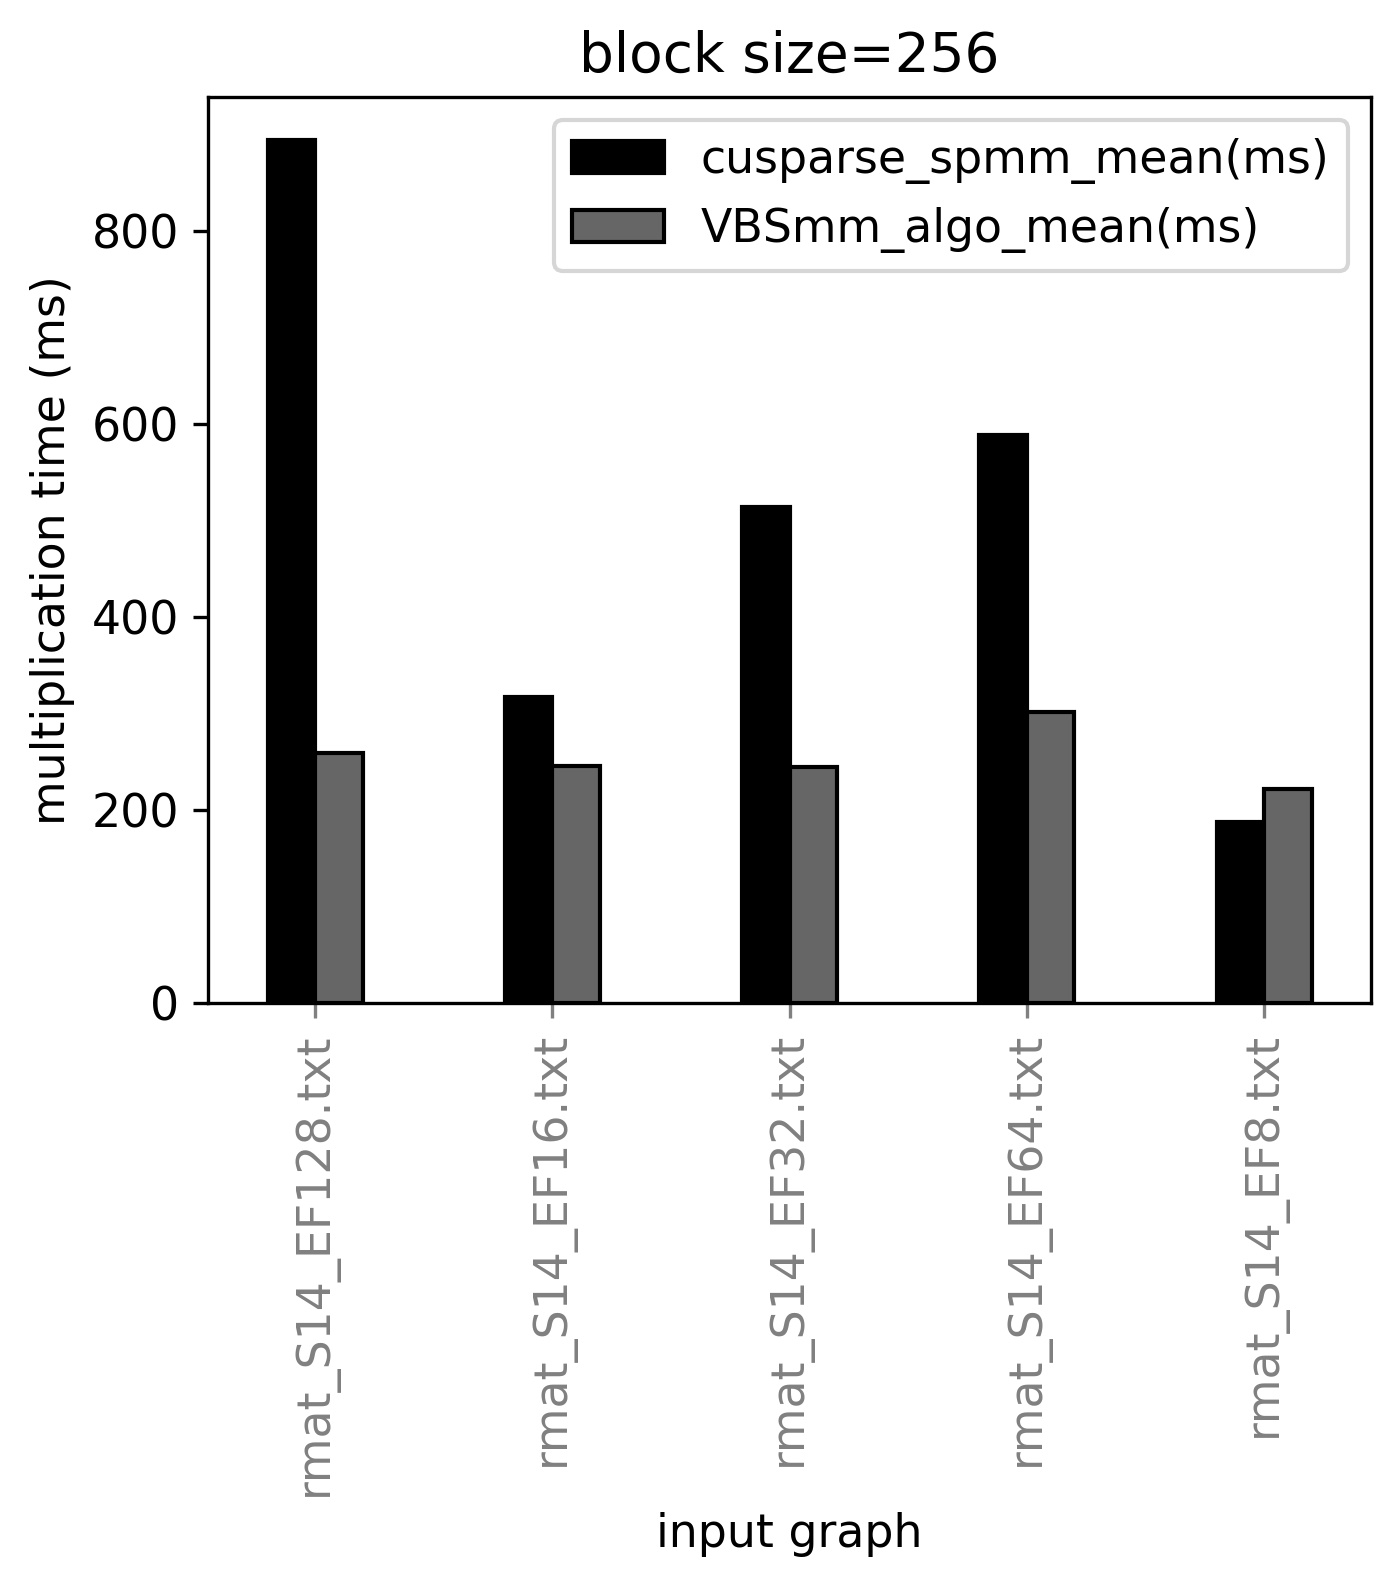 block size=256
cusparse_spmm_mean(ms)
VBSmm_algo_mean(ms)
multiplication time (ms)
800
600
400
200
0
rmat_S14_EF128.txt
rmat_S14_EF16.txt
rmat_S14_EF32.txt
rmat_S14_EF64.txt
rmat_S14_EF8.txt
input graph